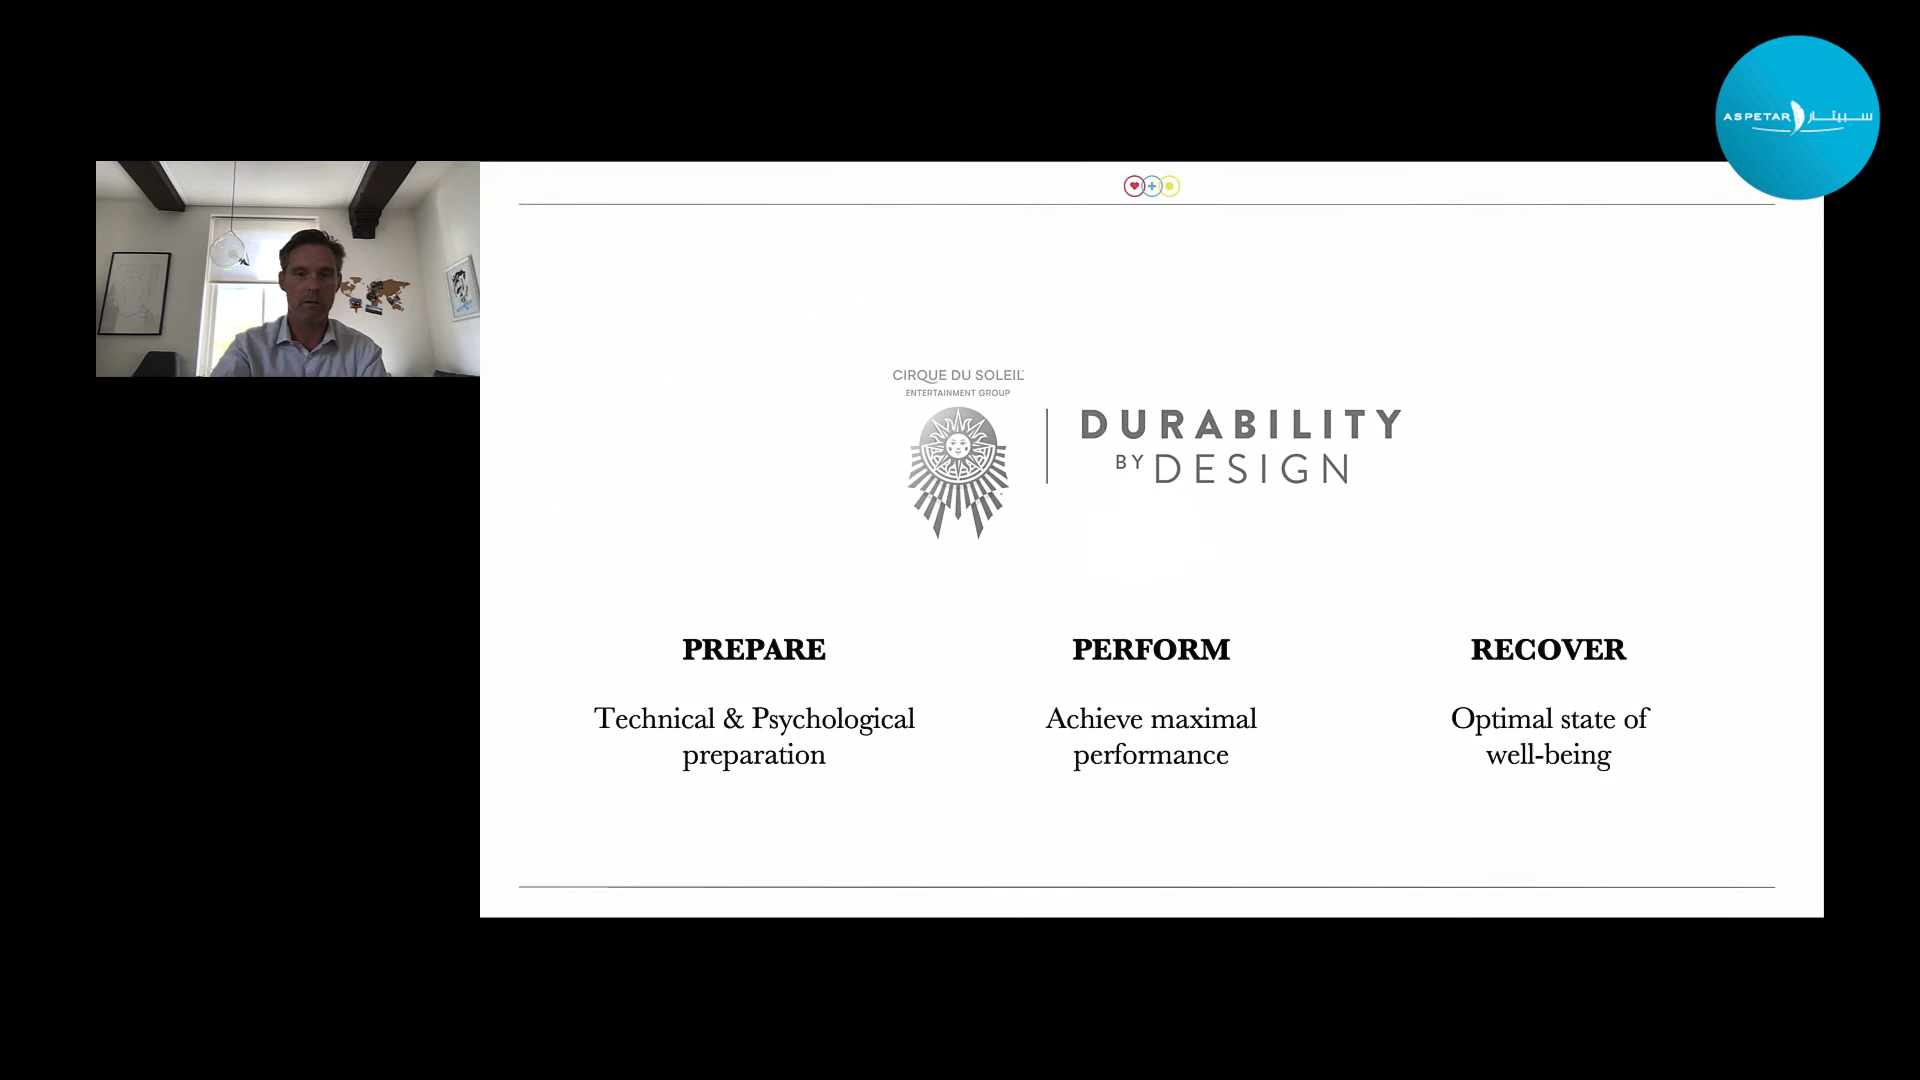 ASPETAR سبيتار
CIRQUE DU SOLEIL
ENTERTAINMENT GROUP
DURABILITY
BY DESIGN
PREPARE
Technical & Psychological
preparation
PERFORM
Achieve maximal
performance
RECOVER
Optimal state of
well-being